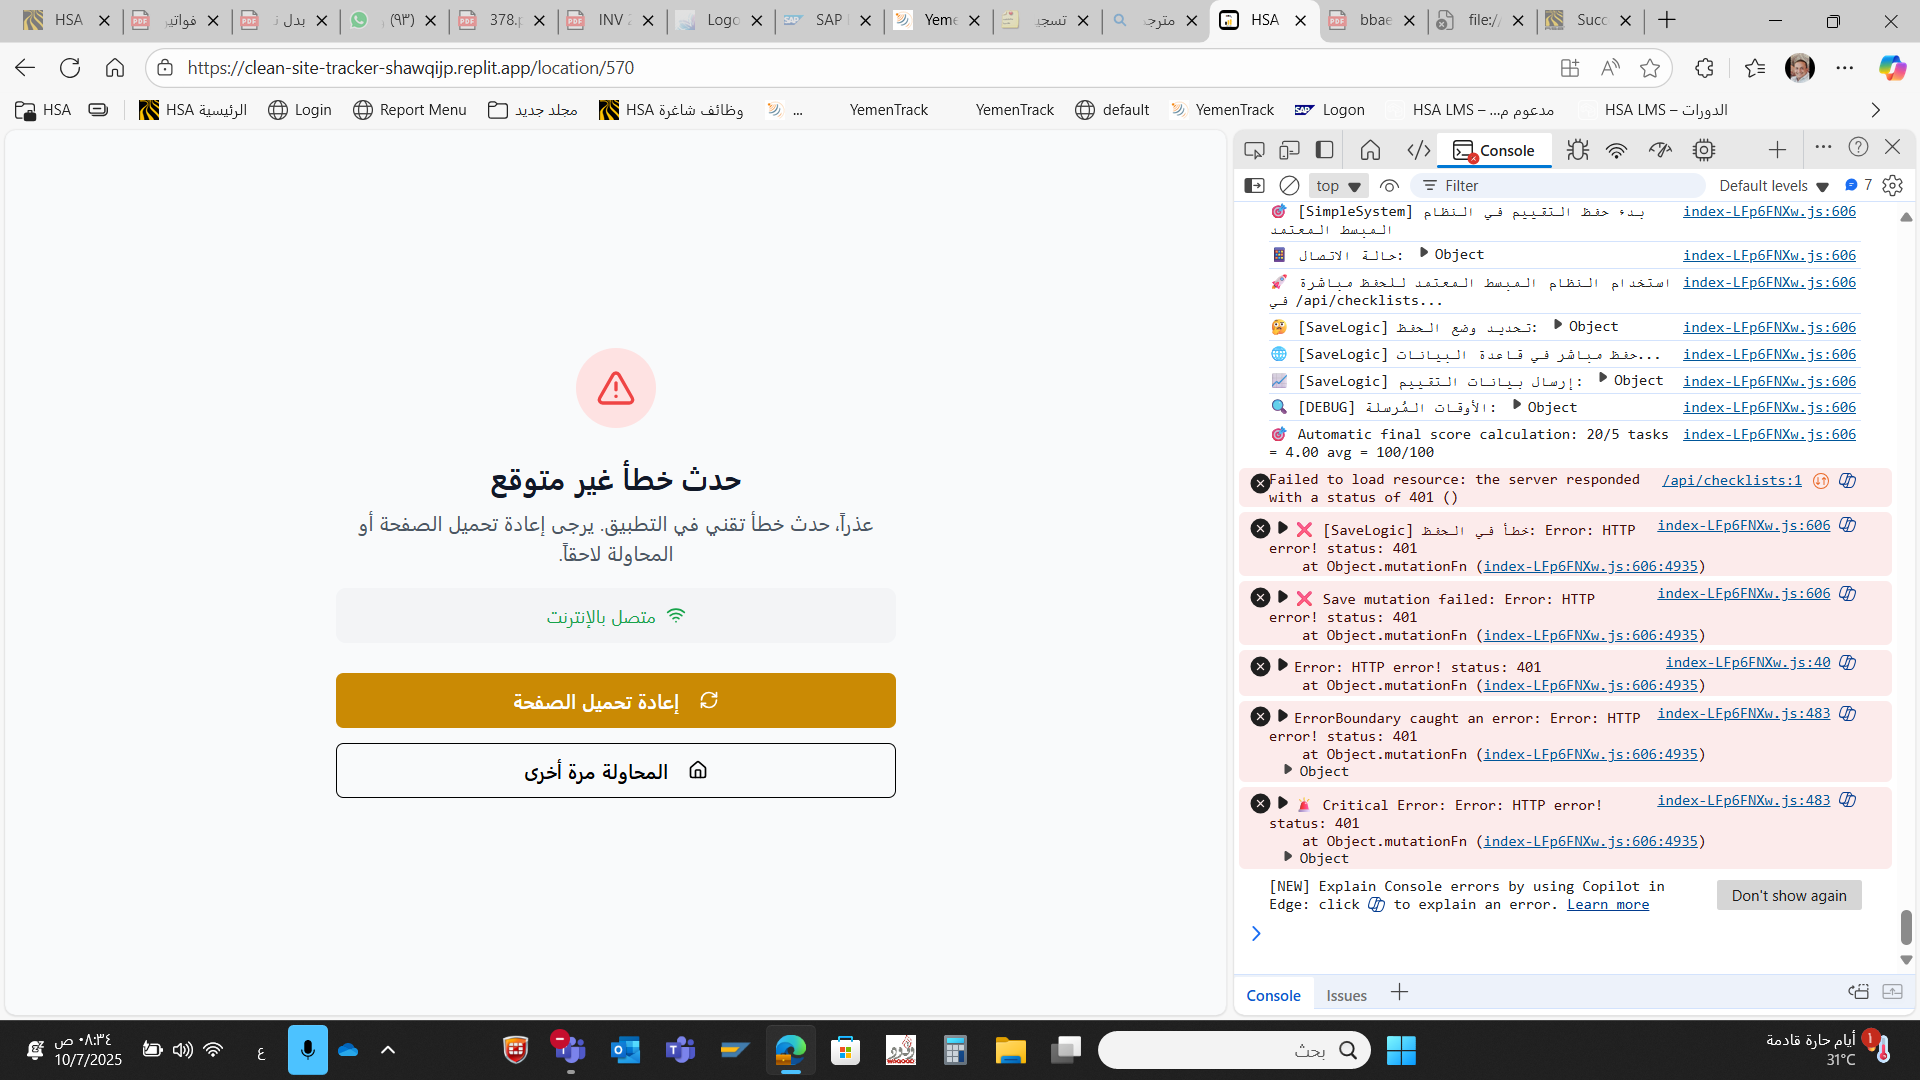 HSA
فواتير
بدل
(٩٣)
378.p
INV
Logo
SAP
Yeme
تسجي
مترجم
HSA
bbae
file:/
Succ
https://clean-site-tracker-shawqijp.replit.app/location/570
HSA
HSA الرئيسية
Login
Report Menu
مجلد جديد
HSA وظائف شاغرة
...
YemenTrack
YemenTrack
default
YemenTrack
Logon
HSA LMS – مدعوم م...
HSA LMS – الدورات
حدث خطأ غير متوقع
عذراً، حدث خطأ تقني في التطبيق. يرجى إعادة تحميل الصفحة أو
المحاولة لاحقاً.
متصل بالإنترنت
إعادة تحميل الصفحة
المحاولة مرة أخرى
Console
top
Filter
Default levels
7
🎯 [SimpleSystem] بدء حفظ التقييم في النظام index-LFp6FNXw.js:606
المبسط المعتمد
📱 حالة الاتصال: Object index-LFp6FNXw.js:606
🚀 استخدام النظام المبسط المعتمد للحفظ مباشرة index-LFp6FNXw.js:606
في /api/checklists...
🤔 [SaveLogic] تحديد وضع الحفظ: Object index-LFp6FNXw.js:606
🌐 [SaveLogic] حفظ مباشر في قاعدة البيانات... index-LFp6FNXw.js:606
📈 [SaveLogic] إرسال بيانات التقييم: Object index-LFp6FNXw.js:606
🔍 [DEBUG] الأوقات المُرسلة: Object index-LFp6FNXw.js:606
🎯 Automatic final score calculation: 20/5 tasks index-LFp6FNXw.js:606
= 4.00 avg = 100/100
Failed to load resource: the server responded /api/checklists:1
with a status of 401 ()
❌ [SaveLogic] خطأ في الحفظ: Error: HTTP index-LFp6FNXw.js:606
error! status: 401
at Object.mutationFn (index-LFp6FNXw.js:606:4935)
❌ Save mutation failed: Error: HTTP index-LFp6FNXw.js:606
error! status: 401
at Object.mutationFn (index-LFp6FNXw.js:606:4935)
Error: HTTP error! status: 401 index-LFp6FNXw.js:40
at Object.mutationFn (index-LFp6FNXw.js:606:4935)
ErrorBoundary caught an error: Error: HTTP index-LFp6FNXw.js:483
error! status: 401
at Object.mutationFn (index-LFp6FNXw.js:606:4935)
Object
🚨 Critical Error: Error: HTTP error! index-LFp6FNXw.js:483
status: 401
at Object.mutationFn (index-LFp6FNXw.js:606:4935)
Object
[NEW] Explain Console errors by using Copilot in
Edge: click to explain an error. Learn more
Don't show again
Console
Issues
٠٨:٣٤ ص
10/7/2025
ع
بحث
أيام حارة قادمة
31°C
١